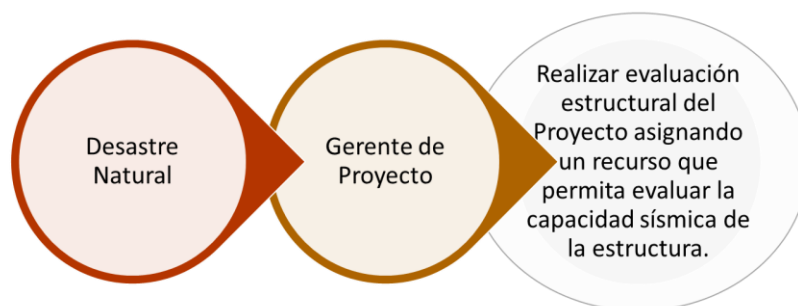 Desastre
Natural
Gerente de
Proyecto
Realizar evaluación
estructural del
Proyecto asignando
un recurso que
permita evaluar la
capacidad sísmica de
la estructura.